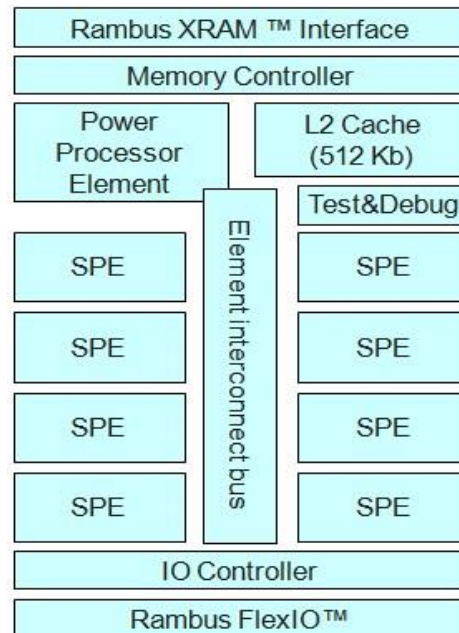 Rambus XRAM ™ Interface
Memory Controller
Power
Processor
Element
L2 Cache
(512 Kb)
Test&Debug
Element interconnect bus
SPE
SPE
SPE
SPE
SPE
SPE
SPE
SPE
IO Controller
Rambus FlexIO™